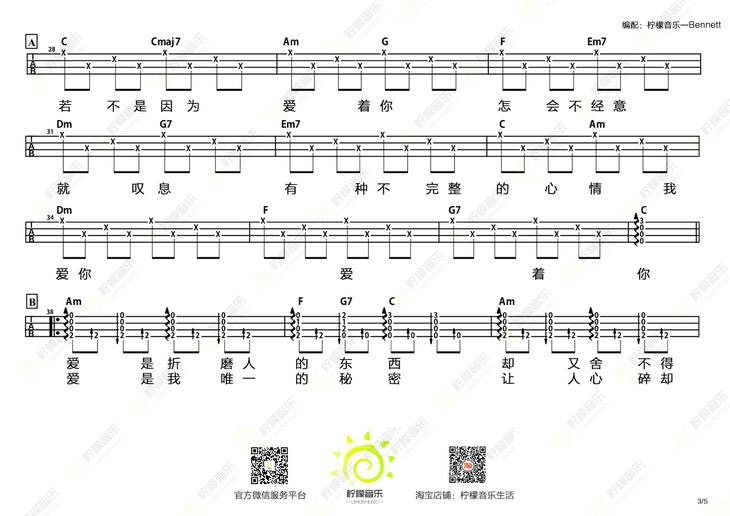 编配：柠檬音乐—Bennett
A
C Cmaj7 Am G F Em7
28
若 不 是 因 为 爱 着 你 怎 会 不 经 意
Dm G7 Em7 C Am
31
就 叹 息 有 种 不 完 整 的 心 情 我
Dm F G7 C
34
爱 你 爱 着 你
B
Am F G7 C Am
38
爱 是 折 磨 人 的 东 西 却 又 舍 不 得
爱 是 我 唯 一 的 秘 密 让 人 心 碎 却
官方微信服务平台
柠檬音乐
LEMON MUSIC
淘宝店铺：柠檬音乐生活
3/5